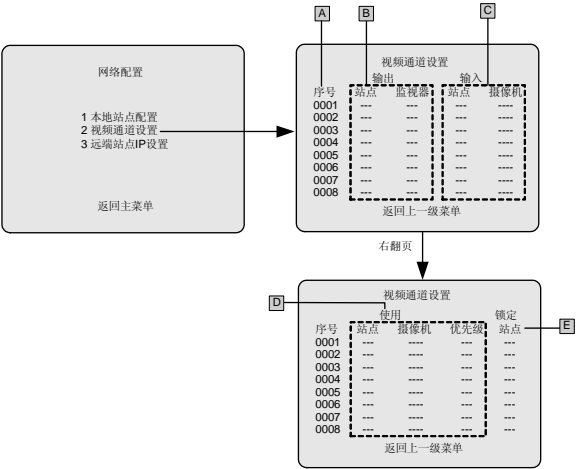 网络配置
1 本地站点配置
2 视频通道设置
3 远端站点IP设置
返回主菜单
A
B
C
视频通道设置
输出 输入
序号 站点 监视器 站点 摄像机
0001 --- --- --- ----
0002 --- --- --- ----
0003 --- --- --- ----
0004 --- --- --- ----
0005 --- --- --- ----
0006 --- --- --- ----
0007 --- --- --- ----
0008 --- --- --- ----
返回上一级菜单
右翻页
D
E
视频通道设置
使用 锁定
序号 站点 摄像机 优先级 站点
0001 --- ---- --- ---
0002 --- ---- --- ---
0003 --- ---- --- ---
0004 --- ---- --- ---
0005 --- ---- --- ---
0006 --- ---- --- ---
0007 --- ---- --- ---
0008 --- ---- --- ---
返回上一级菜单